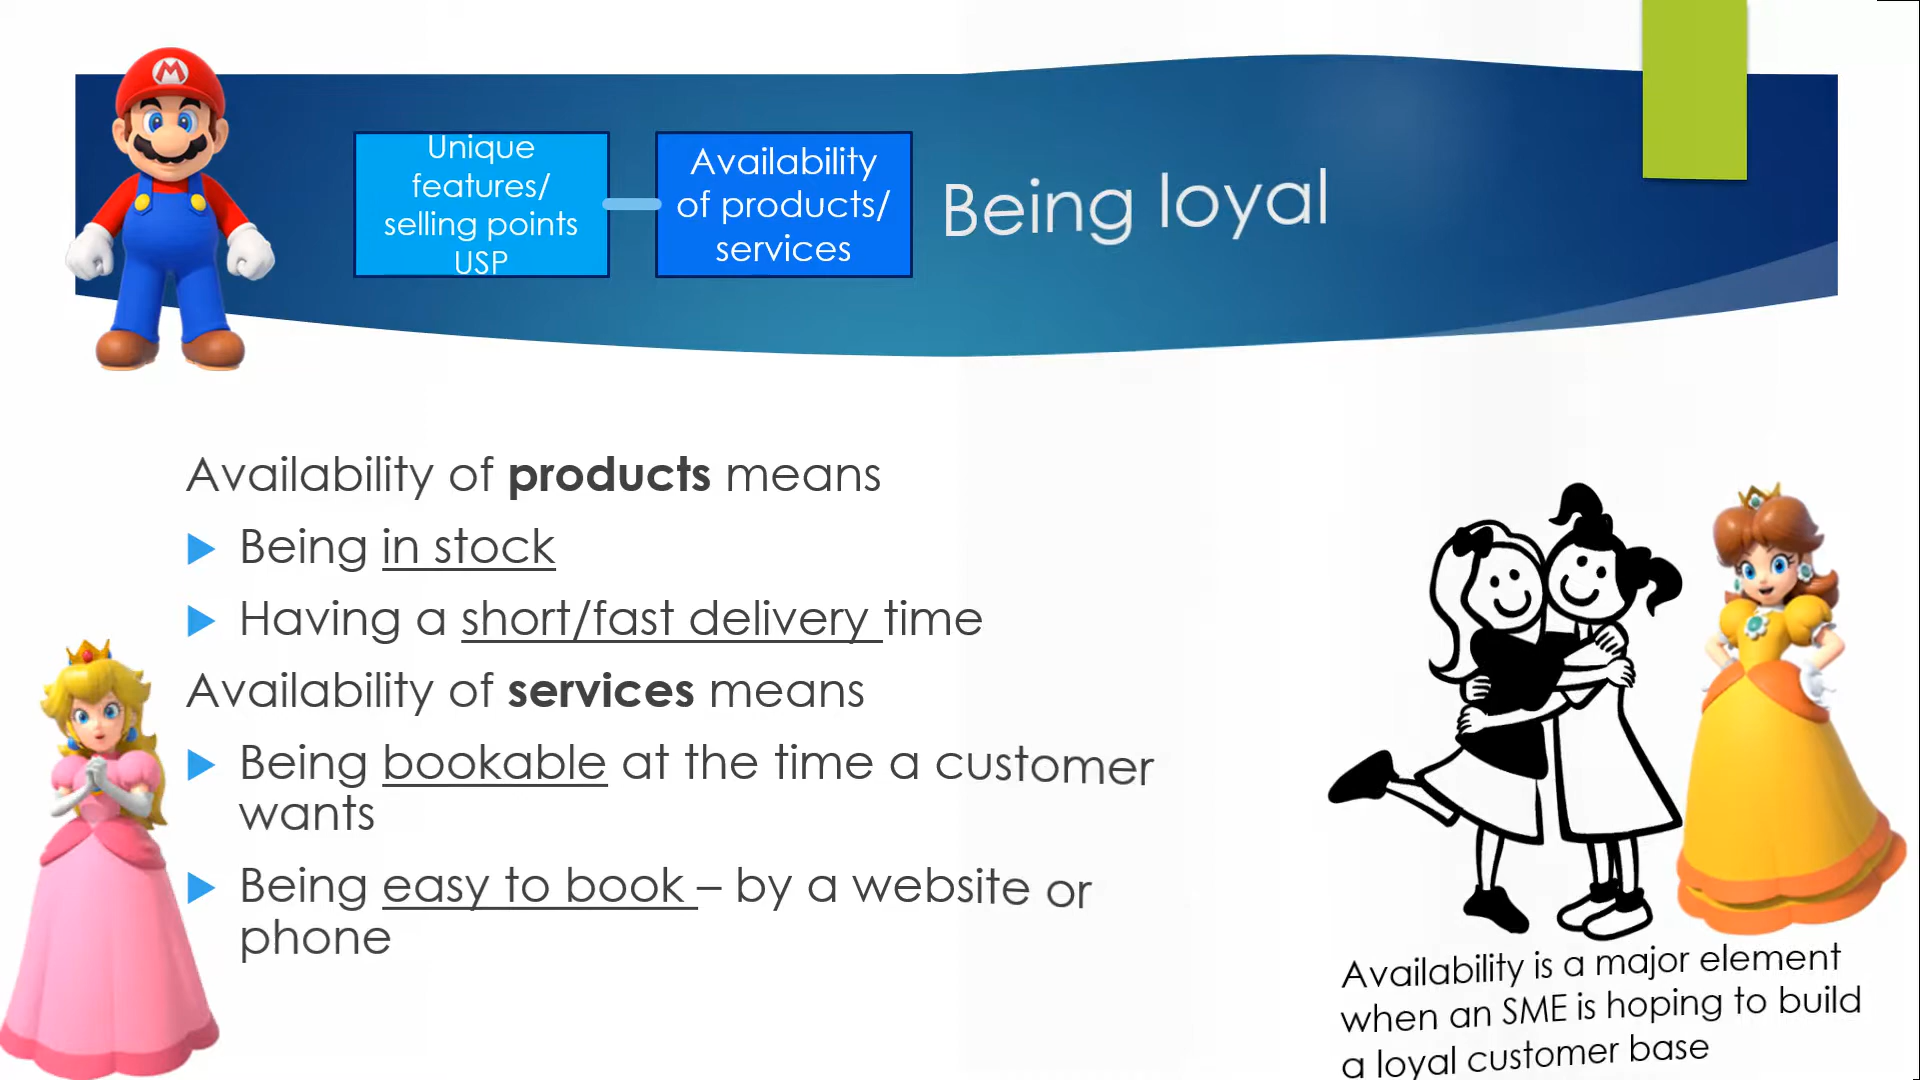 M
Unique
features/
selling points
USP
Availability
of products/
services
Being loyal
Availability of products means
Being in stock
Having a short/fast delivery time
Availability of services means
Being bookable at the time a customer
wants
Being easy to book – by a website or
phone
Availability is a major element
when an SME is hoping to build
a loyal customer base